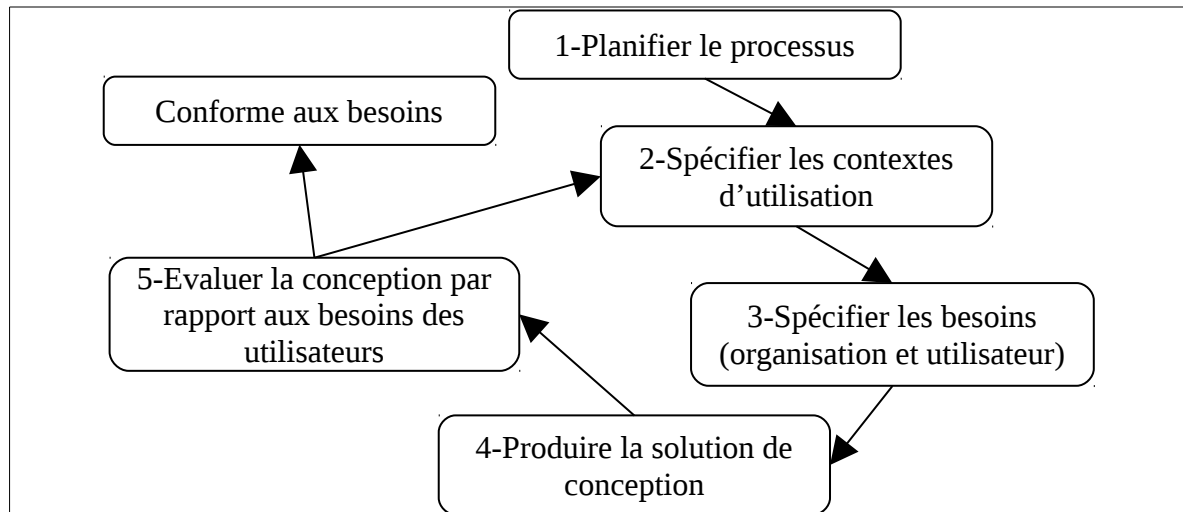 1-Planifier le processus
Conforme aux besoins
2-Spécifier les contextes
d’utilisation
5-Evaluer la conception par
rapport aux besoins des
utilisateurs
3-Spécifier les besoins
(organisation et utilisateur)
4-Produire la solution de
conception